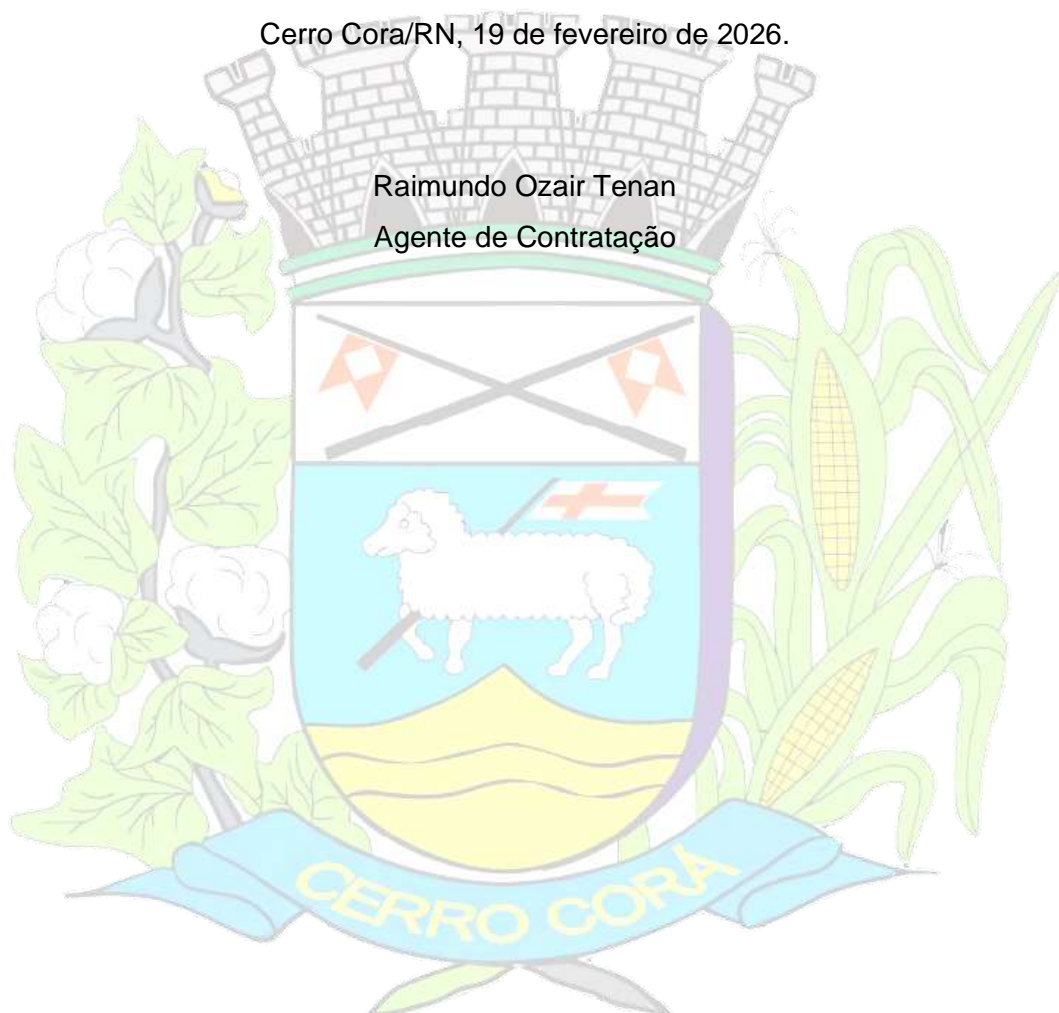 Cerro Cora/RN, 19 de fevereiro de 2026.
Raimundo Ozair Tenan
Agente de Contratação
CERRO CORÁ